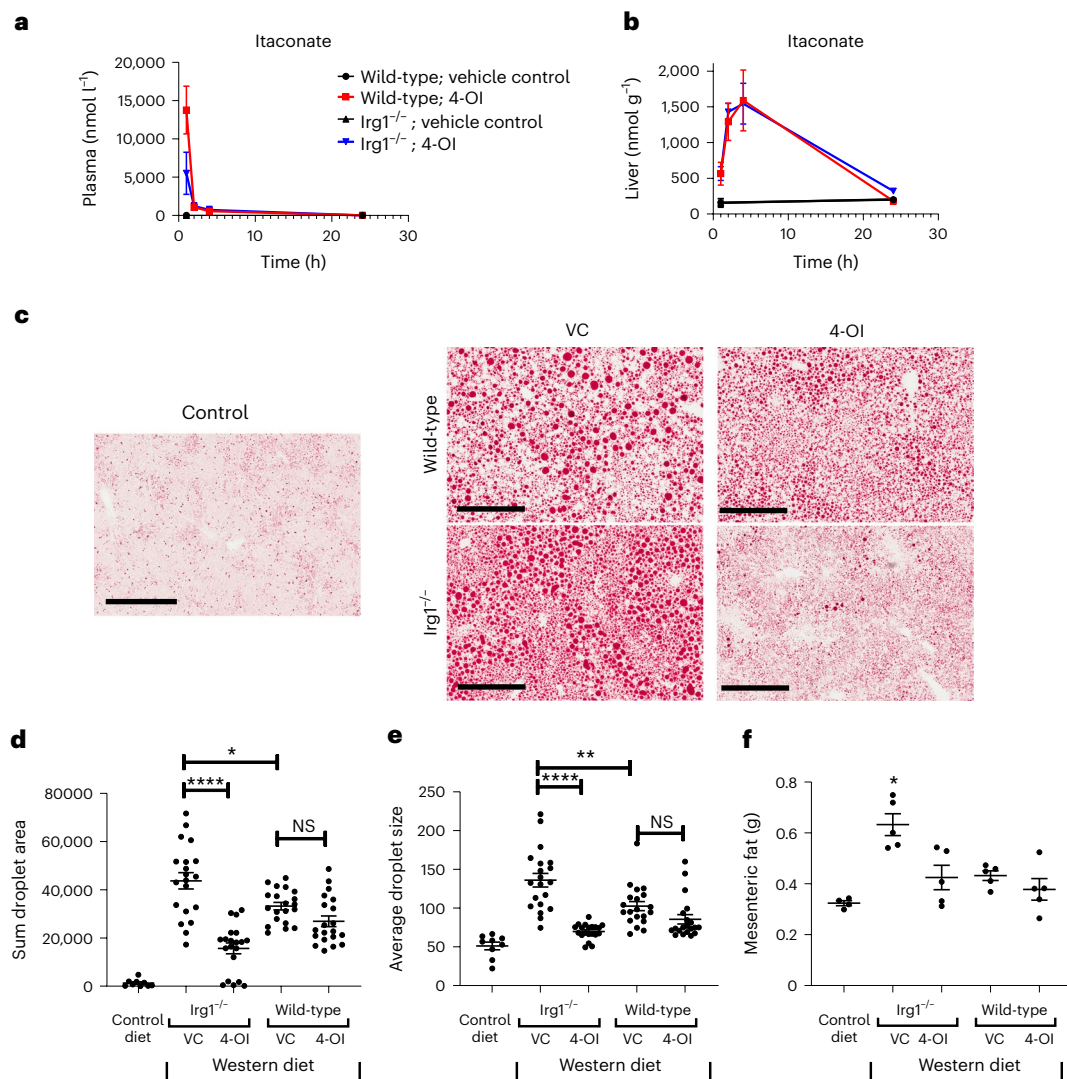 a
Itaconate
20,000
15,000
10,000
5,000
0
Plasma (nmol l⁻¹)
0 10 20 30
Time (h)
Wild-type; vehicle control
Wild-type; 4-OI
Irg1⁻/⁻ ; vehicle control
Irg1⁻/⁻ ; 4-OI
b
Itaconate
2,000
1,500
1,000
500
0
Liver (nmol g⁻¹)
0 10 20 30
Time (h)
c
Control
VC 4-OI
Wild-type
Irg1⁻/⁻
d
Sum droplet area
80000
60,000
40,000
20,000
0
*
****
NS
Control diet
Irg1⁻/⁻ Wild-type
VC 4-OI VC 4-OI
Western diet
e
Average droplet size
250
200
150
100
50
0
**
****
NS
Control diet
Irg1⁻/⁻ Wild-type
VC 4-OI VC 4-OI
Western diet
f
Mesenteric fat (g)
0.8
0.6
0.4
0.2
0
*
Control diet
Irg1⁻/⁻ Wild-type
VC 4-OI VC 4-OI
Western diet